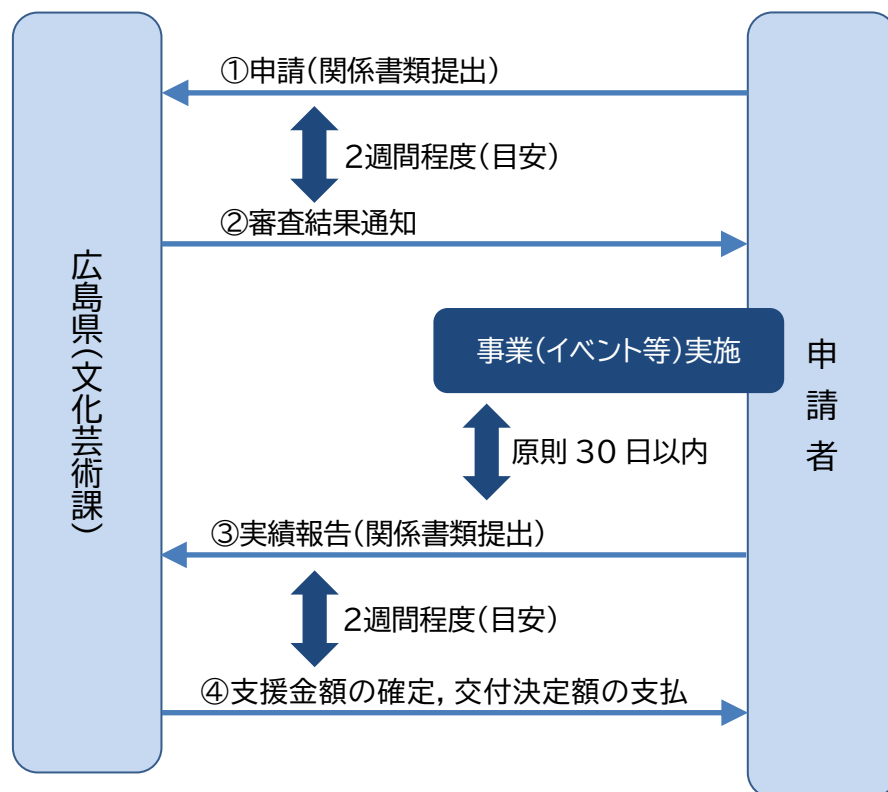 ①申請(関係書類提出)
2週間程度(目安)
②審査結果通知
広島県(文化芸術課)
事業(イベント等)実施
申請者
原則 30 日以内
③実績報告(関係書類提出)
2週間程度(目安)
④支援金額の確定, 交付決定額の支払